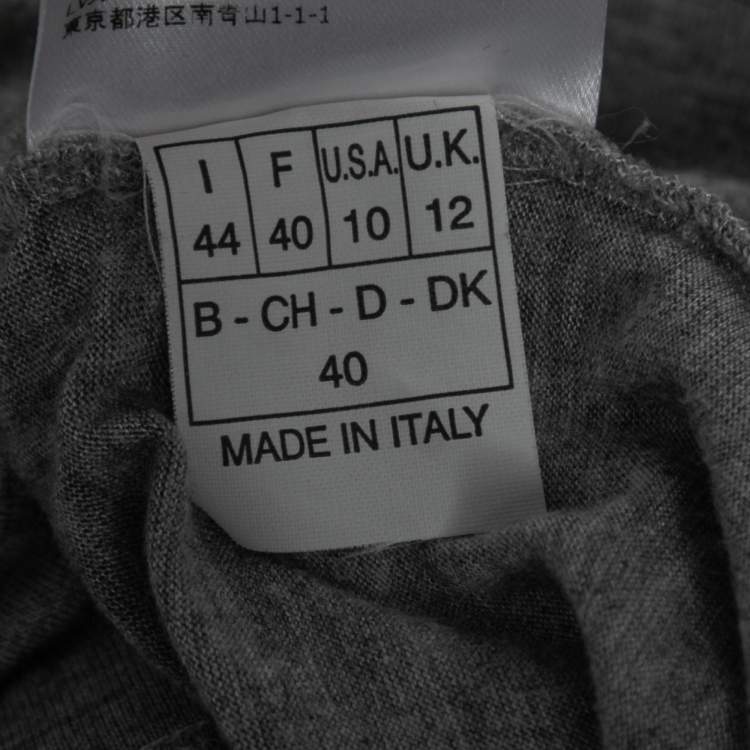 東京都港区南青山1-1-1
I F U.S.A. U.K.
44 40 10 12
B - CH - D - DK
40
MADE IN ITALY